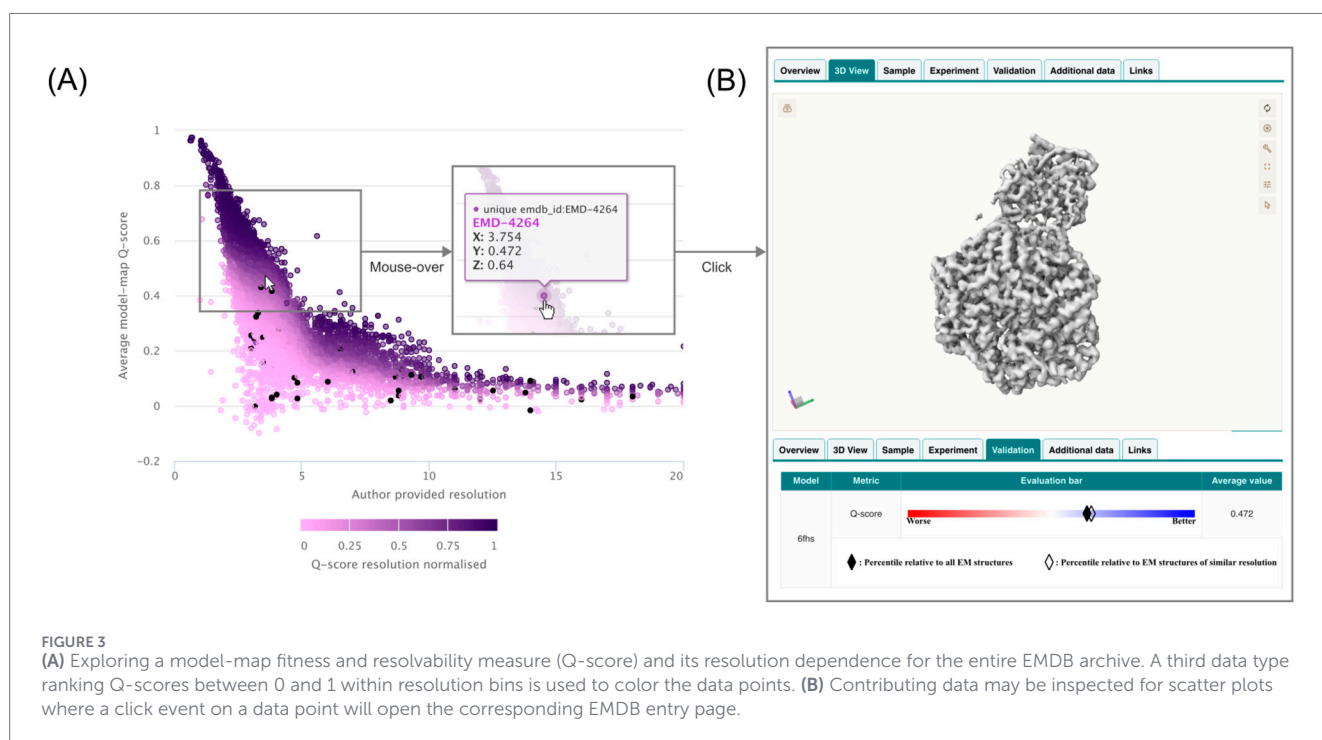 (A)
(B)
Average model-map Q-score
1
0.8
0.6
0.4
0.2
0
-0.2
0
5
10
15
20
Author provided resolution
0 0.25 0.5 0.75 1
Q-score resolution normalised
Mouse-over
• unique emdb_id:EMD-4264
EMD-4264
X: 3.754
Y: 0.472
Z: 0.64
Click
Overview 3D View Sample Experiment Validation Additional data Links
Overview 3D View Sample Experiment Validation Additional data Links
Model Metric Evaluation bar Average value
6fhs
Q-score
Worse
Better
0.472
: Percentile relative to all EM structures
: Percentile relative to EM structures of similar resolution
FIGURE 3
(A) Exploring a model-map fitness and resolvability measure (Q-score) and its resolution dependence for the entire EMDB archive. A third data type
ranking Q-scores between 0 and 1 within resolution bins is used to color the data points. (B) Contributing data may be inspected for scatter plots
where a click event on a data point will open the corresponding EMDB entry page.